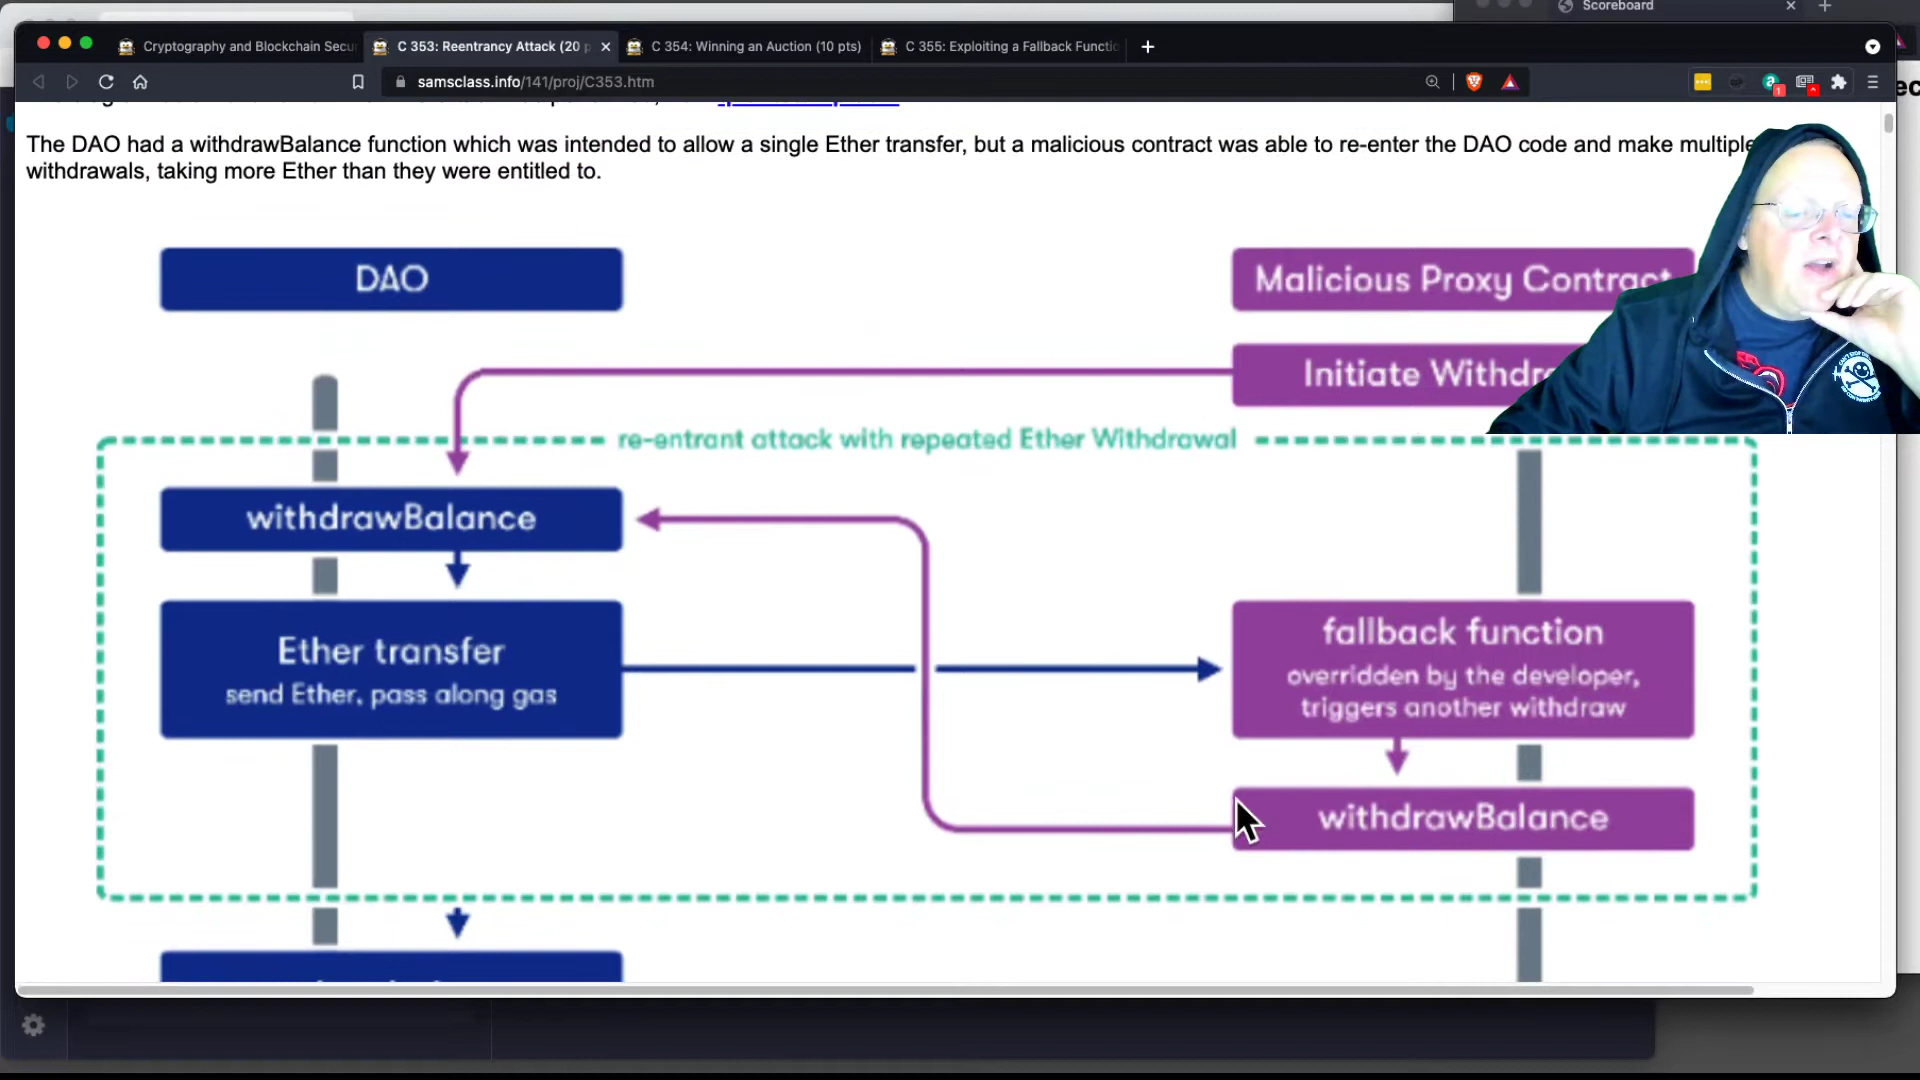 Scoreboard
Cryptography and Blockchain Secu
C 353: Reentrancy Attack (20 p
C 354: Winning an Auction (10 pts)
C 355: Exploiting a Fallback Functio
samsclass.info/141/proj/C353.htm
The DAO had a withdrawBalance function which was intended to allow a single Ether transfer, but a malicious contract was able to re-enter the DAO code and make multiple
withdrawals, taking more Ether than they were entitled to.
DAO
Malicious Proxy Contract
Initiate Withdr
re-entrant attack with repeated Ether Withdrawal
withdrawBalance
Ether transfer
send Ether, pass along gas
fallback function
overridden by the developer,
triggers another withdraw
withdrawBalance